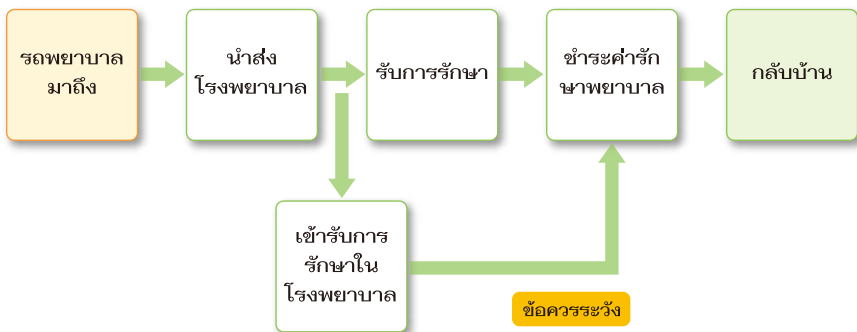 รถพยาบาล
มาถึง
นำส่ง
โรงพยาบาล
รับการรักษา
ชำระค่ารัก
ษาพยาบาล
กลับบ้าน
เข้ารับการ
รักษาใน
โรงพยาบาล
ข้อควรระวัง